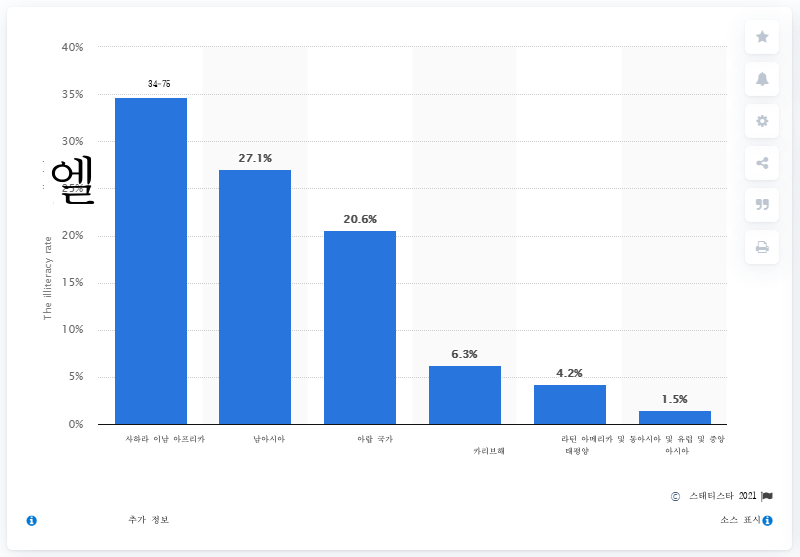 40%
34-75
35%
30%
엘
27.1%
25%
20.6%
20%
The illiteracy rate
15%
10%
6.3%
5%
4.2%
1.5%
0%
사하라 이남 아프리카
남아시아
아랍 국가
카리브해
라틴 아메리카 및 동아시아 및 유럽 및 중앙
태평양
아시아
© 스태티스타 2021
추가 정보
소스 표시